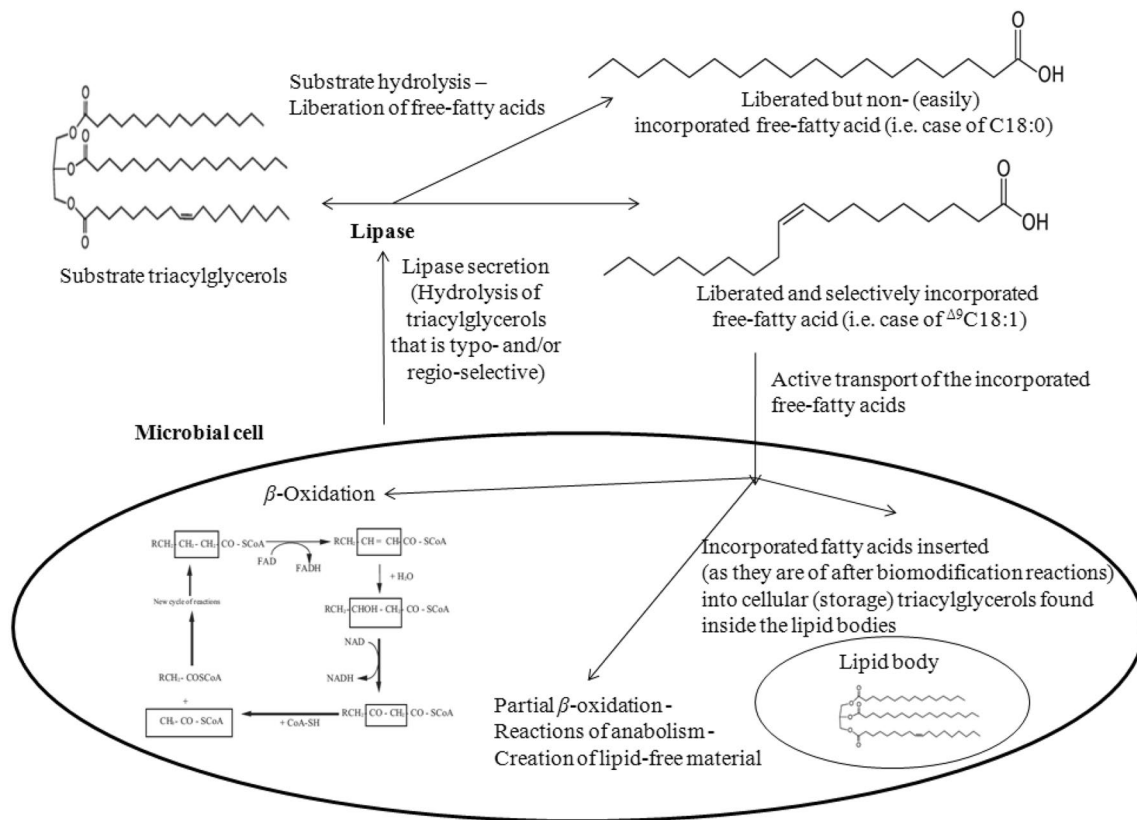 Substrate hydrolysis –
Liberation of free-fatty acids
O
OH
Liberated but non- (easily)
incorporated free-fatty acid (i.e. case of C18:0)
O
O
O
O
O
O
Substrate triacylglycerols
Lipase
O
OH
Liberated and selectively incorporated
free-fatty acid (i.e. case of Δ9C18:1)
Lipase secretion
(Hydrolysis of
triacylglycerols
that is typo- and/or
regio-selective)
Active transport of the incorporated
free-fatty acids
Microbial cell
β-Oxidation
RCH2-CH2-CH2-CO - SCoA
FAD
FADH
RCH2-CH = CH-CO - SCoA
+ H2O
RCH2-CHOH - CH2-CO - SCoA
NAD
NADH
RCH2-CO - CH2-CO - SCoA
+ CoA-SH
CH3- CO - SCoA
+
RCH2- COSCoA
New cycle of reactions
Incorporated fatty acids inserted
(as they are of after biomodification reactions)
into cellular (storage) triacylglycerols found
inside the lipid bodies
Lipid body
O
O
O
O
O
O
Partial β-oxidation -
Reactions of anabolism -
Creation of lipid-free material